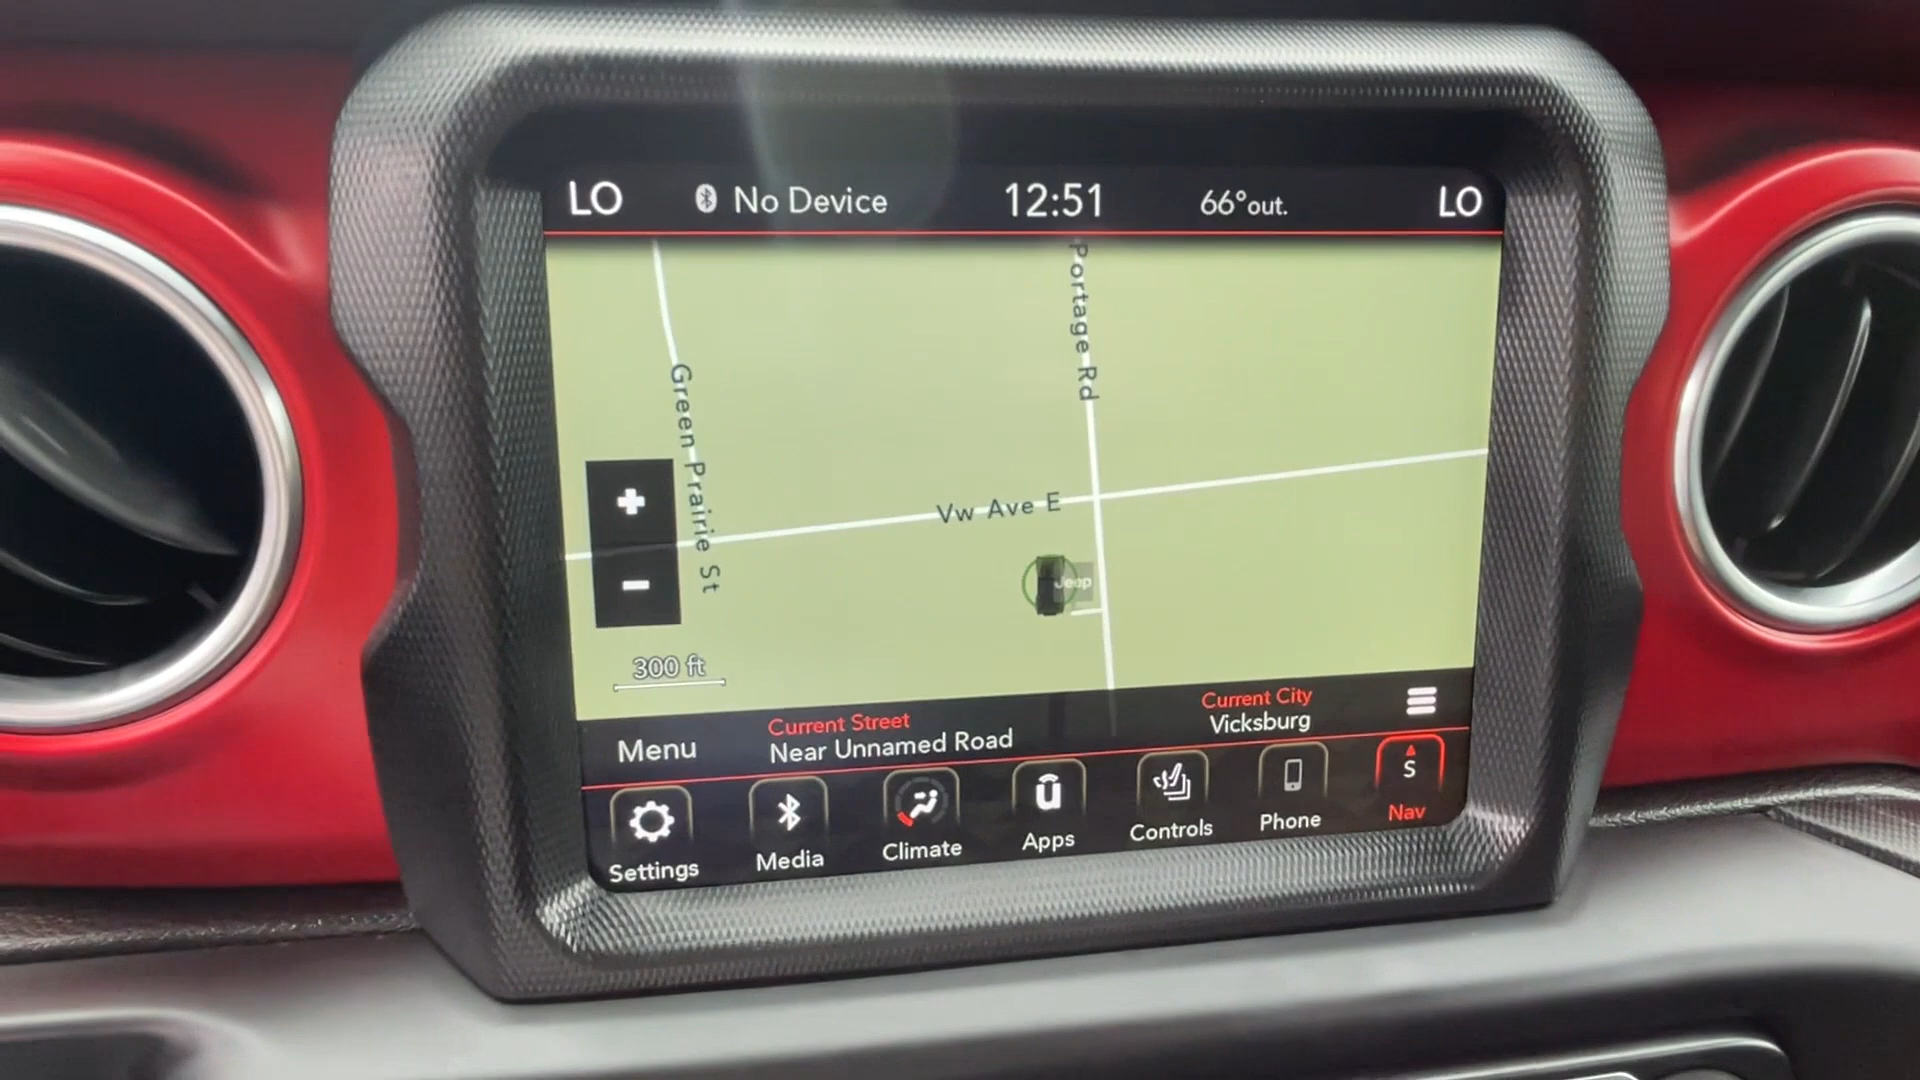 LO No Device 12:51 66°out. LO
Portage Rd
Green Prairie St
Vw Ave E
Jeep
300 ft
Menu
Current Street
Near Unnamed Road
Current City
Vicksburg
S
Settings Media Climate Apps Controls Phone Nav